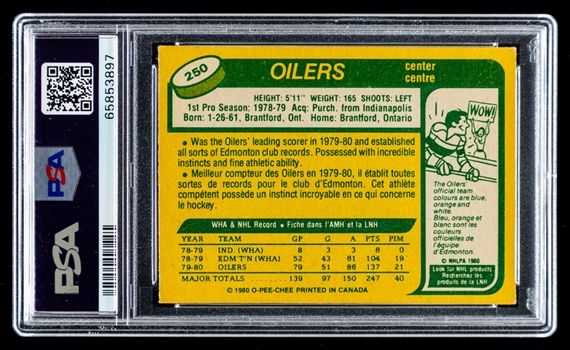 65853897
PSA
PSA
250
OILERS
center
centre
HEIGHT: 5'11" WEIGHT: 165 SHOOTS: LEFT
1st Pro Season: 1978-79 Acq: Purch. from Indianapolis
Born: 1-26-61, Brantford, Ont. Home: Brantford, Ontario
• Was the Oilers' leading scorer in 1979-80 and established
all sorts of Edmonton club records. Possessed with incredible
instincts and fine athletic ability.
• Meilleur compteur des Oilers en 1979-80, il établit toutes
sortes de records pour le club d'Edmonton. Cet athlète
compétent possède un instinct incroyable en ce qui concerne
le hockey.
WHA & NHL Record • Fiche dans l'AMH et la LNH
YEAR TEAM GP G A PTS PIM
78-79 IND. (WHA) 8 3 3 6 0
78-79 EDM'T'N (WHA) 52 43 61 104 19
79-80 OILERS 79 51 86 137 21
MAJOR TOTALS 139 97 150 247 40
© 1980 O-PEE-CHEE PRINTED IN CANADA
WOW!
The Oilers'
official team
colours are blue,
orange and
white.
Bleu, orange et
blanc sont les
couleurs
officielles de
l'équipe
d'Edmonton.
© NHLPA 1980
Look for NHL products
Recherchez les produits
de la L.N.H.